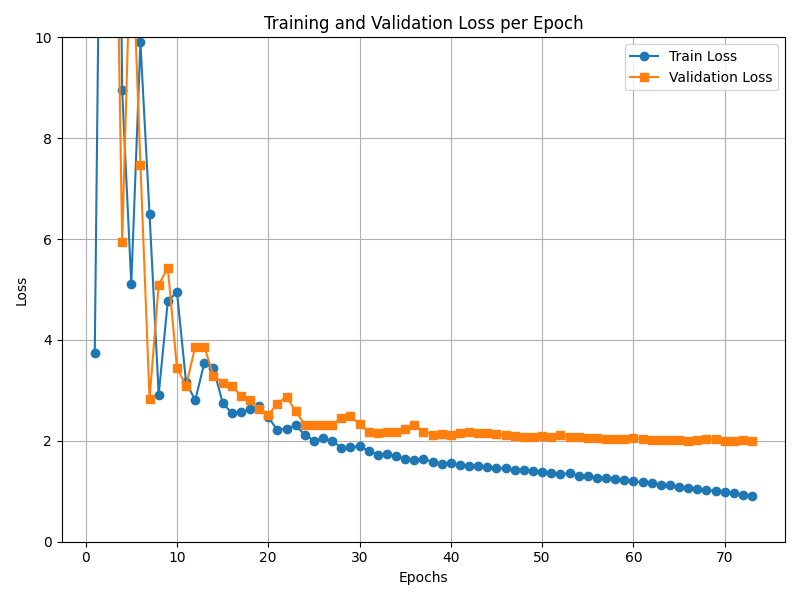 Training and Validation Loss per Epoch
Train Loss
Validation Loss
10
8
6
4
2
0
Loss
0 10 20 30 40 50 60 70
Epochs